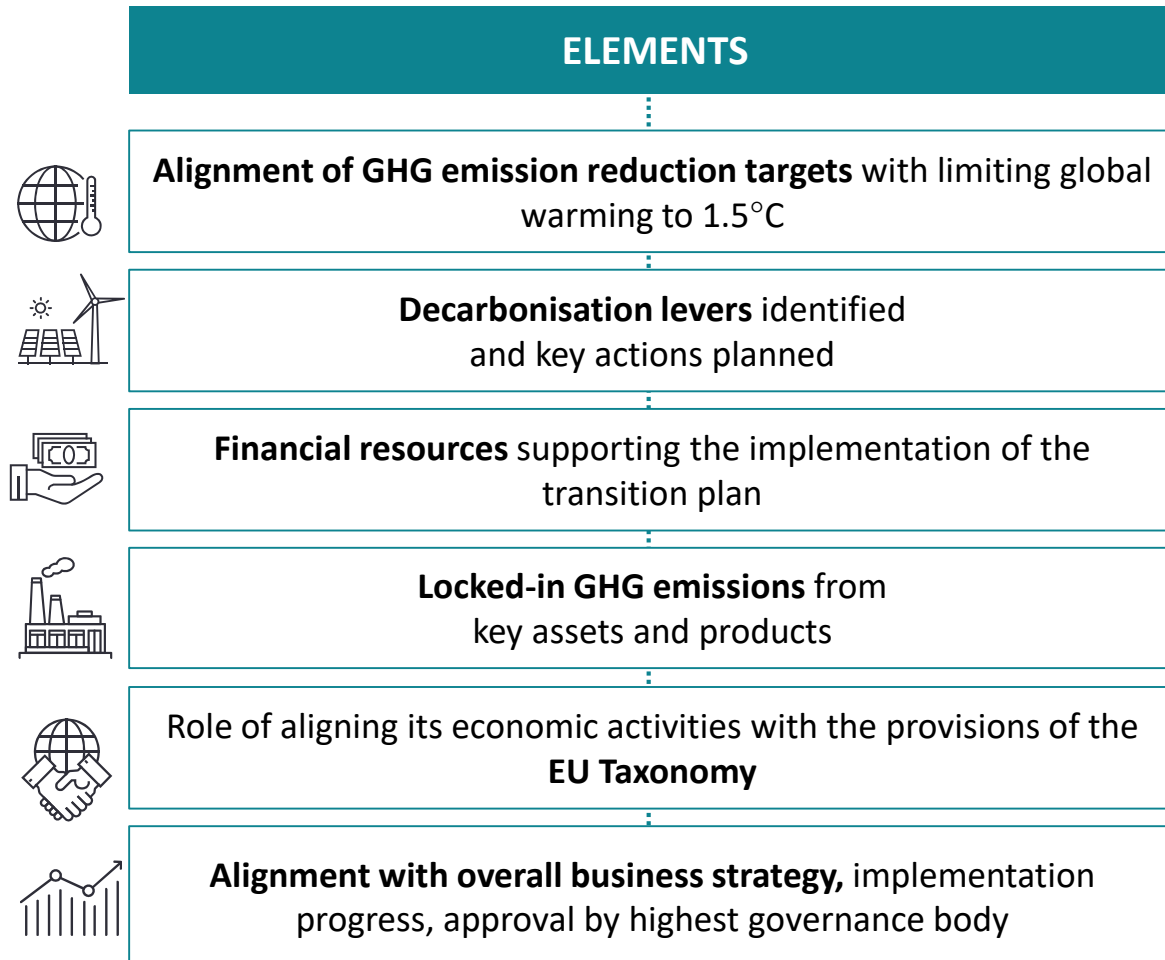 ELEMENTS
Alignment of GHG emission reduction targets with limiting global
warming to 1.5°C
Decarbonisation levers identified
and key actions planned
Financial resources supporting the implementation of the
transition plan
Locked-in GHG emissions from
key assets and products
Role of aligning its economic activities with the provisions of the
EU Taxonomy
Alignment with overall business strategy, implementation
progress, approval by highest governance body